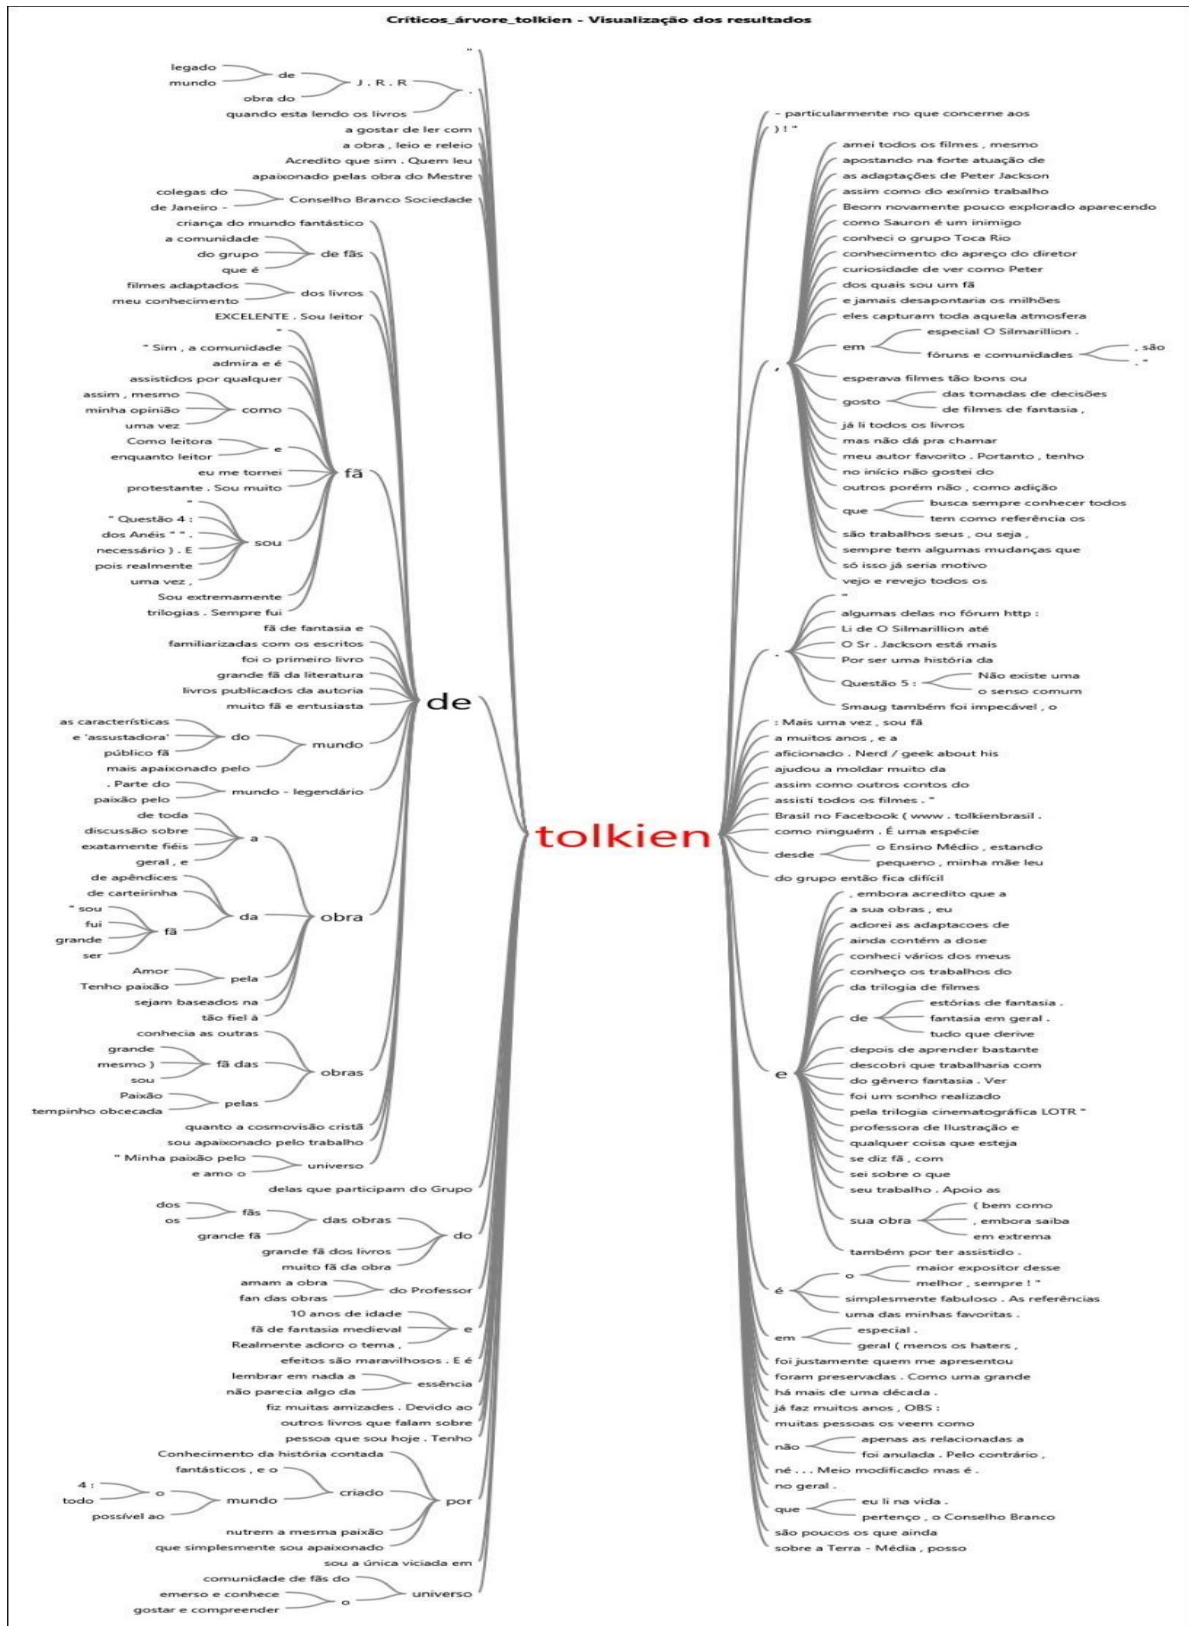 Críticos_árvore_tolkien - Visualização dos resultados
"
legado
mundo
de
J . R . R
obra do
quando esta lendo os livros
.
a gostar de ler com
a obra , leio e releio
Acredito que sim . Quem leu
apaixonado pelas obra do Mestre
colegas do
de Janeiro -
Conselho Branco Sociedade
criança do mundo fantástico
a comunidade
do grupo
que é
de fãs
filmes adaptados
meu conhecimento
dos livros
EXCELENTE . Sou leitor
"
" Sim , a comunidade
admira e é
assistidos por qualquer
assim , mesmo
minha opinião
uma vez
como
Como leitora
enquanto leitor
e
eu me tornei
protestante . Sou muito
fã
"
" Questão 4 :
dos Anéis " " .
necessário ) . E
pois realmente
uma vez ,
sou
Sou extremamente
trilogias . Sempre fui
fã de fantasia e
familiarizadas com os escritos
foi o primeiro livro
grande fã da literatura
livros publicados da autoria
muito fã e entusiasta
de
as características
e 'assustadora'
público fã
do
mundo
mais apaixonado pelo
. Parte do
paixão pelo
mundo - legendário
de toda
discussão sobre
exatamente fiéis
geral , e
a
de apêndices
de carteirinha
" sou
fui
grande
ser
fã
da
obra
Amor
Tenho paixão
pela
sejam baseados na
tão fiel à
conhecia as outras
grande
mesmo )
sou
fã das
obras
Paixão
tempinho obcecada
pelas
quanto a cosmovisão cristã
sou apaixonado pelo trabalho
" Minha paixão pelo
e amo o
universo
delas que participam do Grupo
dos
os
fãs
grande fã
das obras
do
grande fã dos livros
muito fã da obra
amam a obra
fan das obras
do Professor
10 anos de idade
fã de fantasia medieval
Realmente adoro o tema ,
e
efeitos são maravilhosos . E é
lembrar em nada a
não parecia algo da
essência
fiz muitas amizades . Devido ao
outros livros que falam sobre
pessoa que sou hoje . Tenho
Conhecimento da história contada
fantásticos , e o
4 :
todo
o
possível ao
mundo
criado
por
nutrem a mesma paixão
que simplesmente sou apaixonado
sou a única viciada em
comunidade de fãs do
emerso e conhece
gostar e compreender
o
universo
tolkien
- particularmente no que concerne aos
) ! "
,
amei todos os filmes , mesmo
apostando na forte atuação de
as adaptações de Peter Jackson
assim como do exímio trabalho
Beorn novamente pouco explorado aparecendo
como Sauron é um inimigo
conheci o grupo Toca Rio
conhecimento do apreço do diretor
curiosidade de ver como Peter
dos quais sou um fã
e jamais desapontaria os milhões
eles capturam toda aquela atmosfera
em
especial O Silmarillion .
fóruns e comunidades
, são
. "
esperava filmes tão bons ou
gosto
das tomadas de decisões
de filmes de fantasia ,
já li todos os livros
mas não dá pra chamar
meu autor favorito . Portanto , tenho
no início não gostei do
outros porém não , como adição
que
busca sempre conhecer todos
tem como referência os
são trabalhos seus , ou seja ,
sempre tem algumas mudanças que
só isso já seria motivo
vejo e revejo todos os
.
"
algumas delas no fórum http :
Li de O Silmarillion até
O Sr . Jackson está mais
Por ser uma história da
Questão 5 :
Não existe uma
o senso comum
Smaug também foi impecável , o
: Mais uma vez , sou fã
a muitos anos , e a
aficionado . Nerd / geek about his
ajudou a moldar muito da
assim como outros contos do
assisti todos os filmes . "
Brasil no Facebook ( www . tolkienbrasil .
como ninguém . É uma espécie
desde
o Ensino Médio , estando
pequeno , minha mãe leu
do grupo então fica difícil
e
, embora acredito que a
a sua obras , eu
adorei as adaptacoes de
ainda contém a dose
conheci vários dos meus
conheço os trabalhos do
da trilogia de filmes
de
estórias de fantasia .
fantasia em geral .
tudo que derive
depois de aprender bastante
descobri que trabalharia com
do gênero fantasia . Ver
foi um sonho realizado
pela trilogia cinematográfica LOTR "
professora de Ilustração e
qualquer coisa que esteja
se diz fã , com
sei sobre o que
seu trabalho . Apoio as
sua obra
( bem como
, embora saiba
em extrema
também por ter assistido .
é
o
maior expositor desse
melhor , sempre ! "
simplesmente fabuloso . As referências
uma das minhas favoritas .
em
especial .
geral ( menos os haters ,
foi justamente quem me apresentou
foram preservadas . Como uma grande
há mais de uma década .
já faz muitos anos , OBS :
muitas pessoas os veem como
não
apenas as relacionadas a
foi anulada . Pelo contrário ,
né . . . Meio modificado mas é .
no geral .
que
eu li na vida .
pertenço , o Conselho Branco
são poucos os que ainda
sobre a Terra - Média , posso